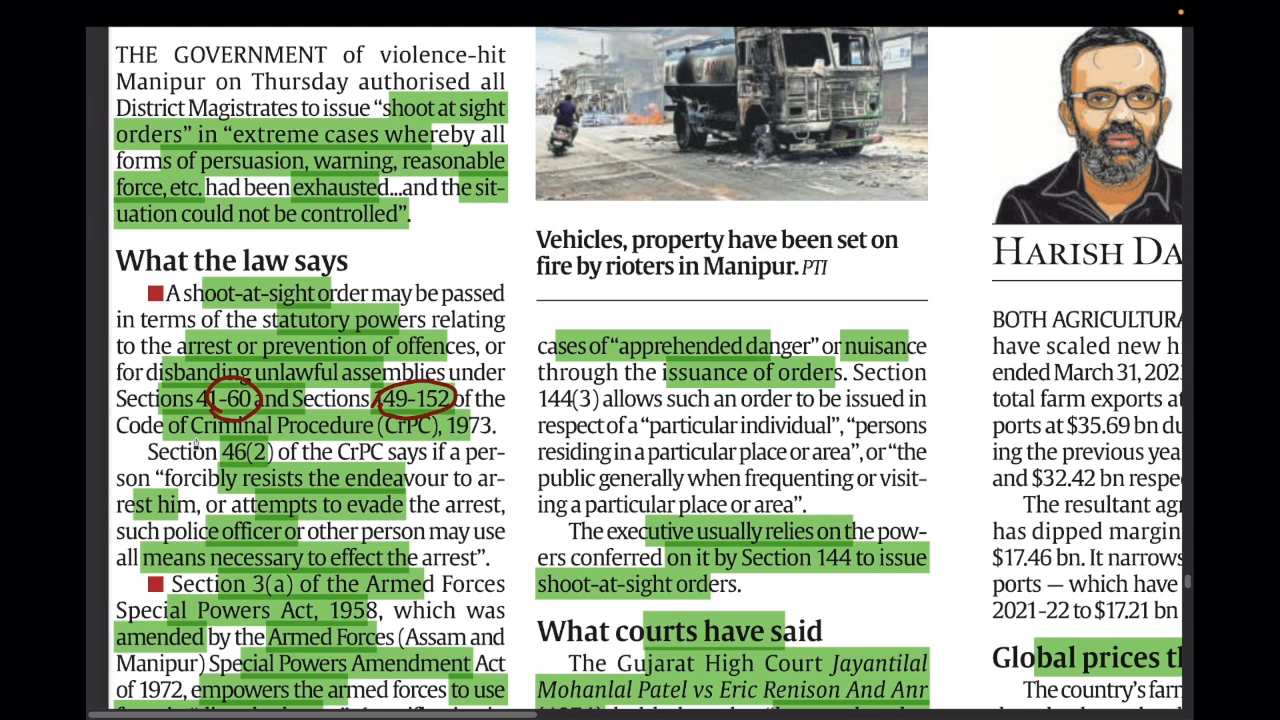 THE GOVERNMENT of violence-hit
Manipur on Thursday authorised all
District Magistrates to issue “shoot at sight
orders” in “extreme cases whereby all
forms of persuasion, warning, reasonable
force, etc. had been exhausted...and the sit-
uation could not be controlled”.
What the law says
A shoot-at-sight order may be passed
in terms of the statutory powers relating
to the arrest or prevention of offences, or
for disbanding unlawful assemblies under
Sections 41-60 and Sections 149-152 of the
Code of Criminal Procedure (CrPC), 1973.
Section 46(2) of the CrPC says if a per-
son “forcibly resists the endeavour to ar-
rest him, or attempts to evade the arrest,
such police officer or other person may use
all means necessary to effect the arrest”.
Section 3(a) of the Armed Forces
Special Powers Act, 1958, which was
amended by the Armed Forces (Assam and
Manipur) Special Powers Amendment Act
of 1972, empowers the armed forces to use
Vehicles, property have been set on
fire by rioters in Manipur. PTI
cases of “apprehended danger” or nuisance
through the issuance of orders. Section
144(3) allows such an order to be issued in
respect of a “particular individual”, “persons
residing in a particular place or area”, or “the
public generally when frequenting or visit-
ing a particular place or area”.
The executive usually relies on the pow-
ers conferred on it by Section 144 to issue
shoot-at-sight orders.
What courts have said
The Gujarat High Court Jayantilal
Mohanlal Patel vs Eric Renison And Anr
HARISH DA
BOTH AGRICULTURA
have scaled new h
ended March 31, 202
total farm exports at
ports at $35.69 bn du
ing the previous yea
and $32.42 bn respe
The resultant agr
has dipped margin
$17.46 bn. It narrows
ports — which have
2021-22 to $17.21 bn
Global prices t
The country’s farm